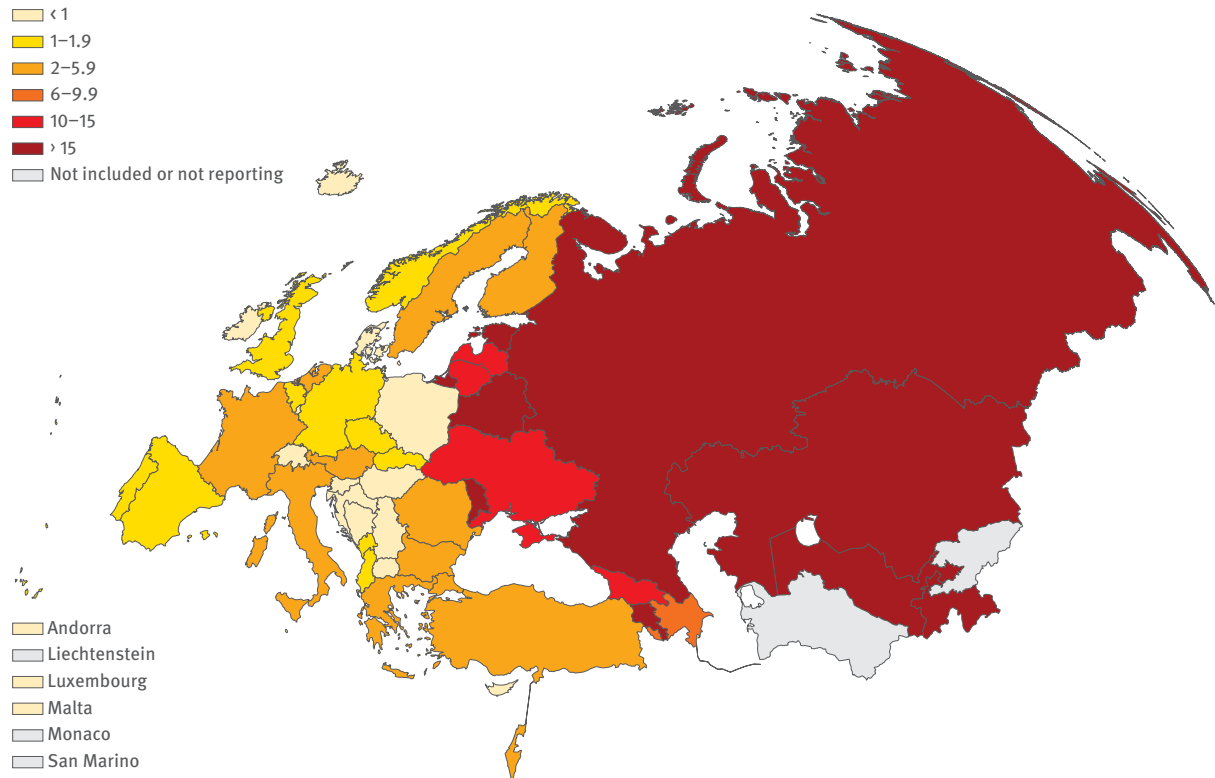 < 1
1–1.9
2–5.9
6–9.9
10–15
> 15
Not included or not reporting
Andorra
Liechtenstein
Luxembourg
Malta
Monaco
San Marino